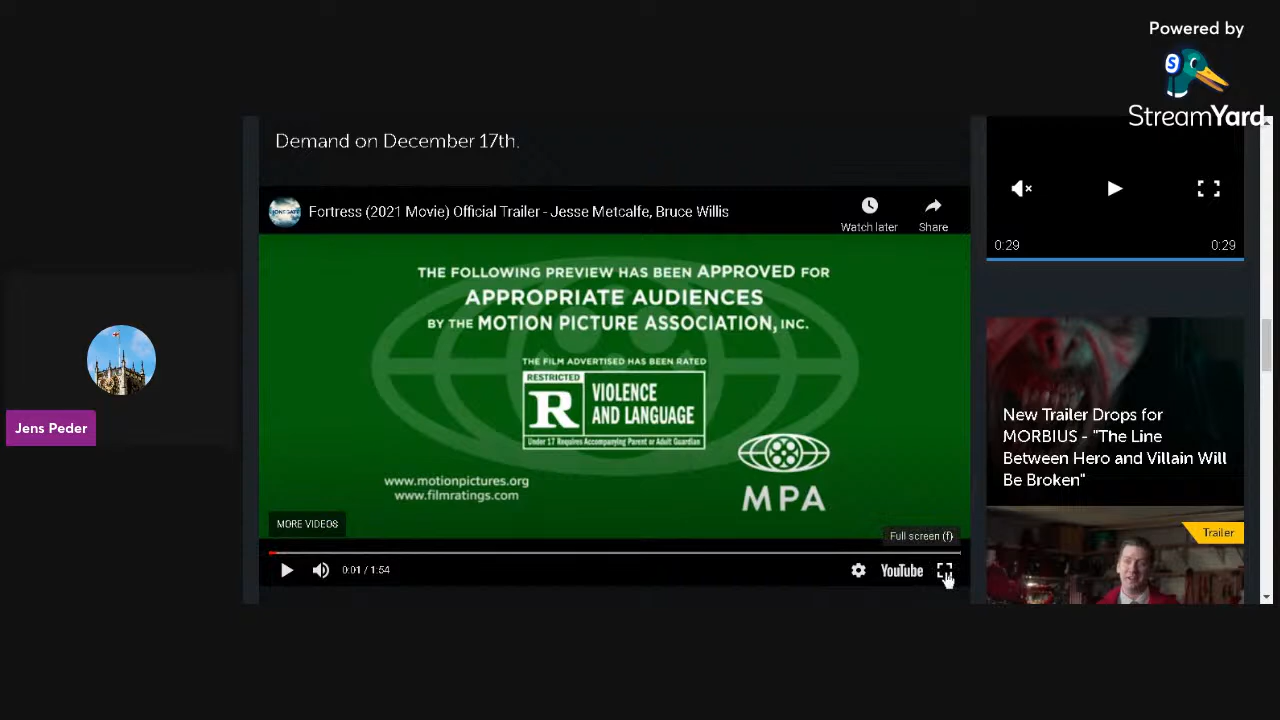 Powered by
StreamYard
Demand on December 17th.
Fortress (2021 Movie) Official Trailer - Jesse Metcalfe, Bruce Willis
Watch later
Share
THE FOLLOWING PREVIEW HAS BEEN APPROVED FOR
APPROPRIATE AUDIENCES
BY THE MOTION PICTURE ASSOCIATION, INC.
THE FILM ADVERTISED HAS BEEN RATED
RESTRICTED
R
VIOLENCE
AND LANGUAGE
Under 17 Requires Accompanying Parent or Adult Guardian
www.motionpictures.org
www.filmratings.com
MPA
MORE VIDEOS
Full screen (f)
0:01 / 1:54
YouTube
Jens Peder
0:29
0:29
New Trailer Drops for
MORBIUS - "The Line
Between Hero and Villain Will
Be Broken"
Trailer